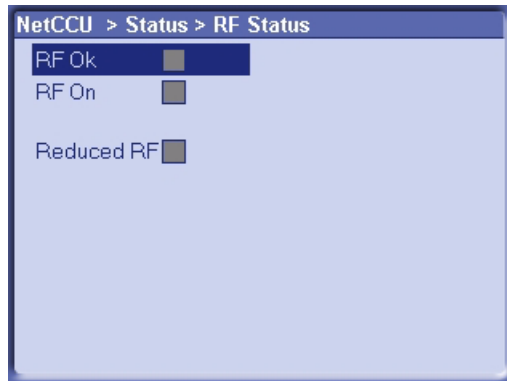 NetCCU > Status > RF Status
RF Ok
RF On
Reduced RF